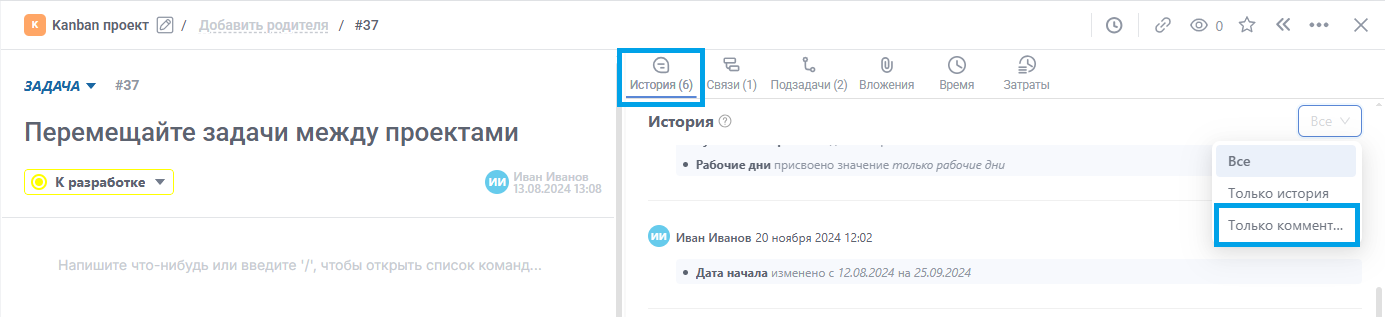 K Kanban проект / Добавить родителя / #37
0
ЗАДАЧА #37
Перемещайте задачи между проектами
К разработке
ИИ Иван Иванов
13.08.2024 13:08
Напишите что-нибудь или введите '/', чтобы открыть список команд...
История (6) Связи (1) Подзадачи (2) Вложения Время Затраты
История
Все
Все
Только история
Только коммент...
• Рабочие дни присвоено значение только рабочие дни
ИИ Иван Иванов 20 ноября 2024 12:02
• Дата начала изменено с 12.08.2024 на 25.09.2024